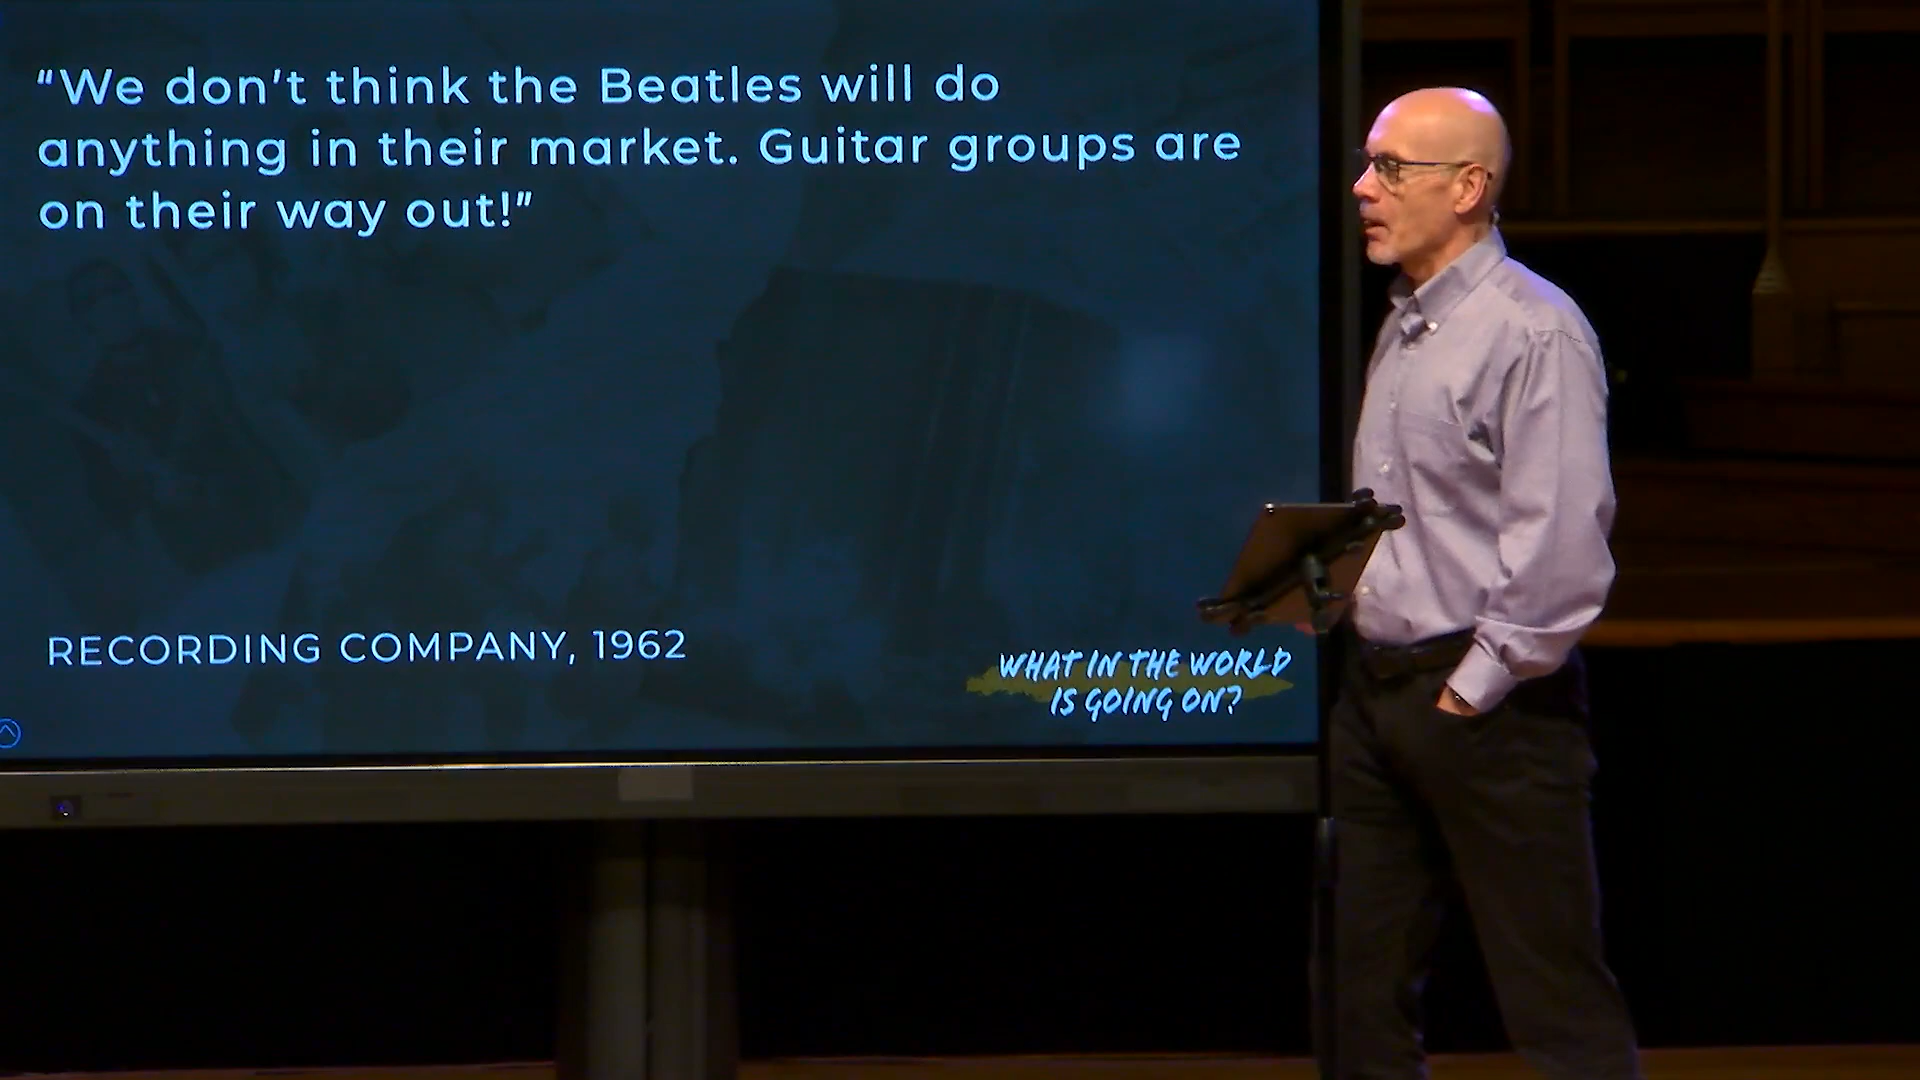 “We don’t think the Beatles will do
anything in their market. Guitar groups are
on their way out!”
RECORDING COMPANY, 1962
WHAT IN THE WORLD
IS GOING ON?